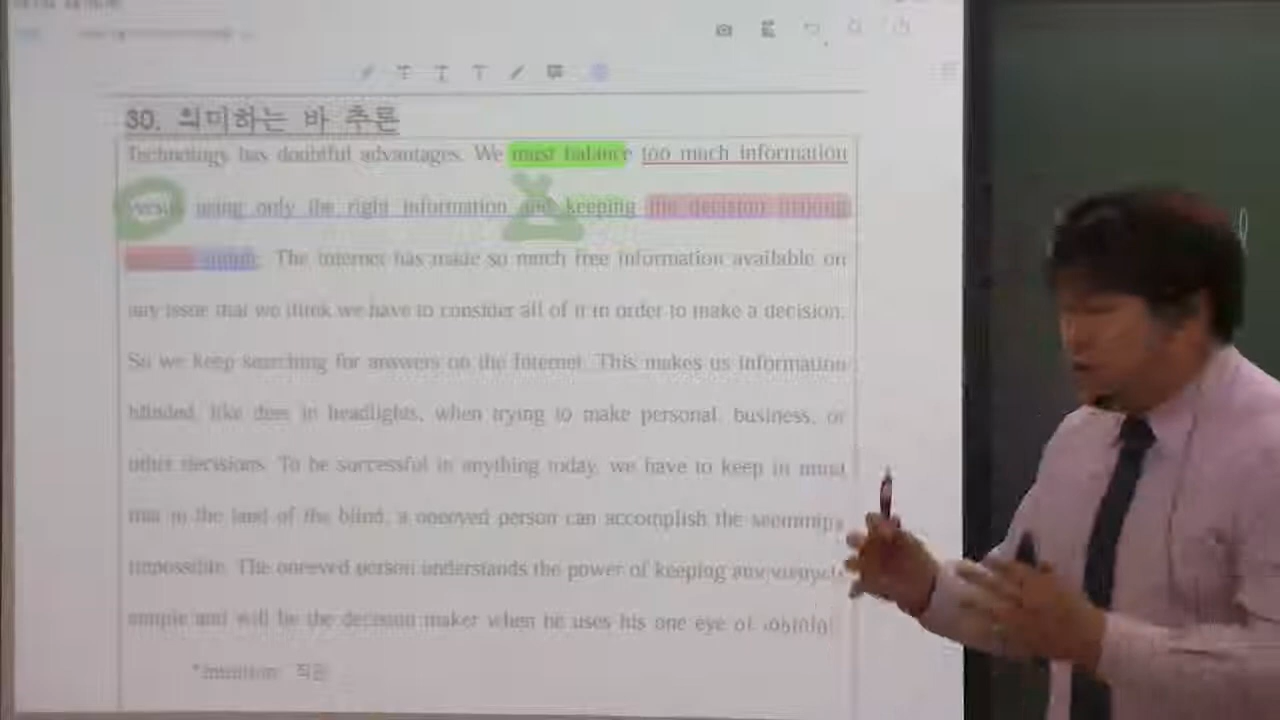 30. 의미하는 바 추론
Technology has doubtful advantages. We must balance too much information
versus using only the right information and keeping the decision making
simple. The Internet has made so much free information available on
any issue that we think we have to consider all of it in order to make a decision.
So we keep searching for answers on the Internet. This makes us information
blinded, like deer in headlights, when trying to make personal, business, or
other decisions. To be successful in anything today, we have to keep in mind
that in the land of the blind, a oneeyed person can accomplish the seemingly
impossible. The oneeyed person understands the power of keeping any analysis
simple and will be the decision maker when he uses his one eye of intuition.
*intuition: 직관